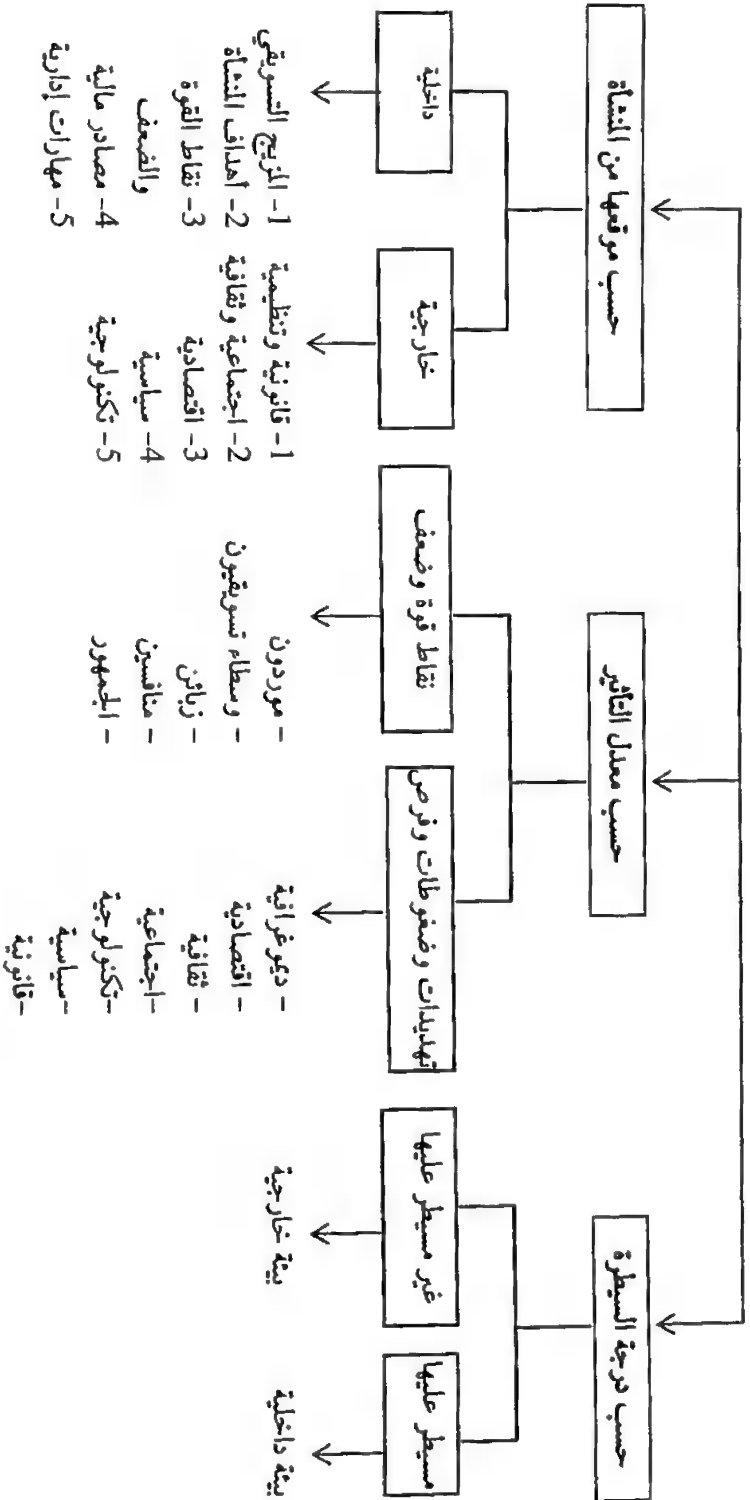 حسب موقعها من المنشأة
حسب معدل التأثير
حسب درجة السيطرة
داخلية
خارجية
نقاط قوة وضعف
تهديدات وضغوطات وفرص
غير مسيطر عليها
مسيطر عليها
1- المزيج التسويقي
2- أهداف المنشأة
3- نقاط القوة
والضعف
4- مصادر مالية
5- مهارات إدارية
1- قانونية وتنظيمية
2- اجتماعية وثقافية
3- اقتصادية
4- سياسية
5- تكنولوجية
- موردون
- وسطاء تسويقيون
- زبائن
- منافسين
- الجمهور
- ديموغرافية
- اقتصادية
- ثقافية
-اجتماعية
-تكنولوجية
-سياسية
-قانونية
بيئة خارجية
بيئة داخلية